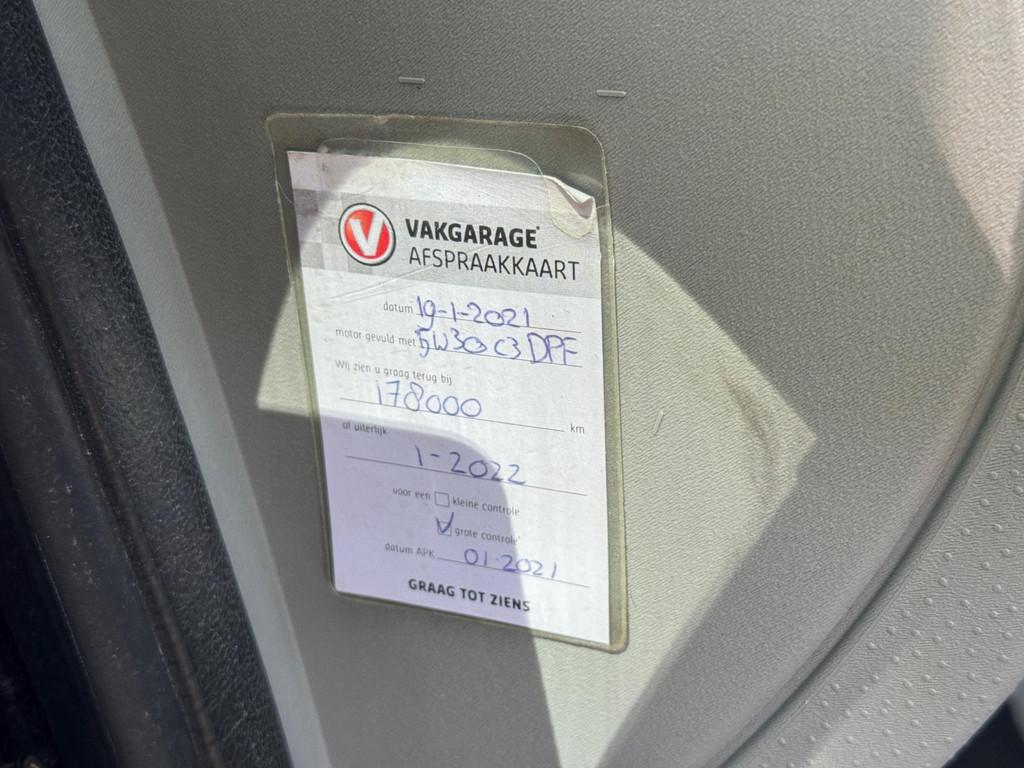 V VAKGARAGE
AFSPRAAKKAART
datum 19-1-2021
motor gevuld met 5W30 C3 DPF
Wij zien u graag terug bij
178000 km
of uiterlijk
1-2022
voor een kleine controle
grote controle*
datum APK 01-2021
GRAAG TOT ZIENS